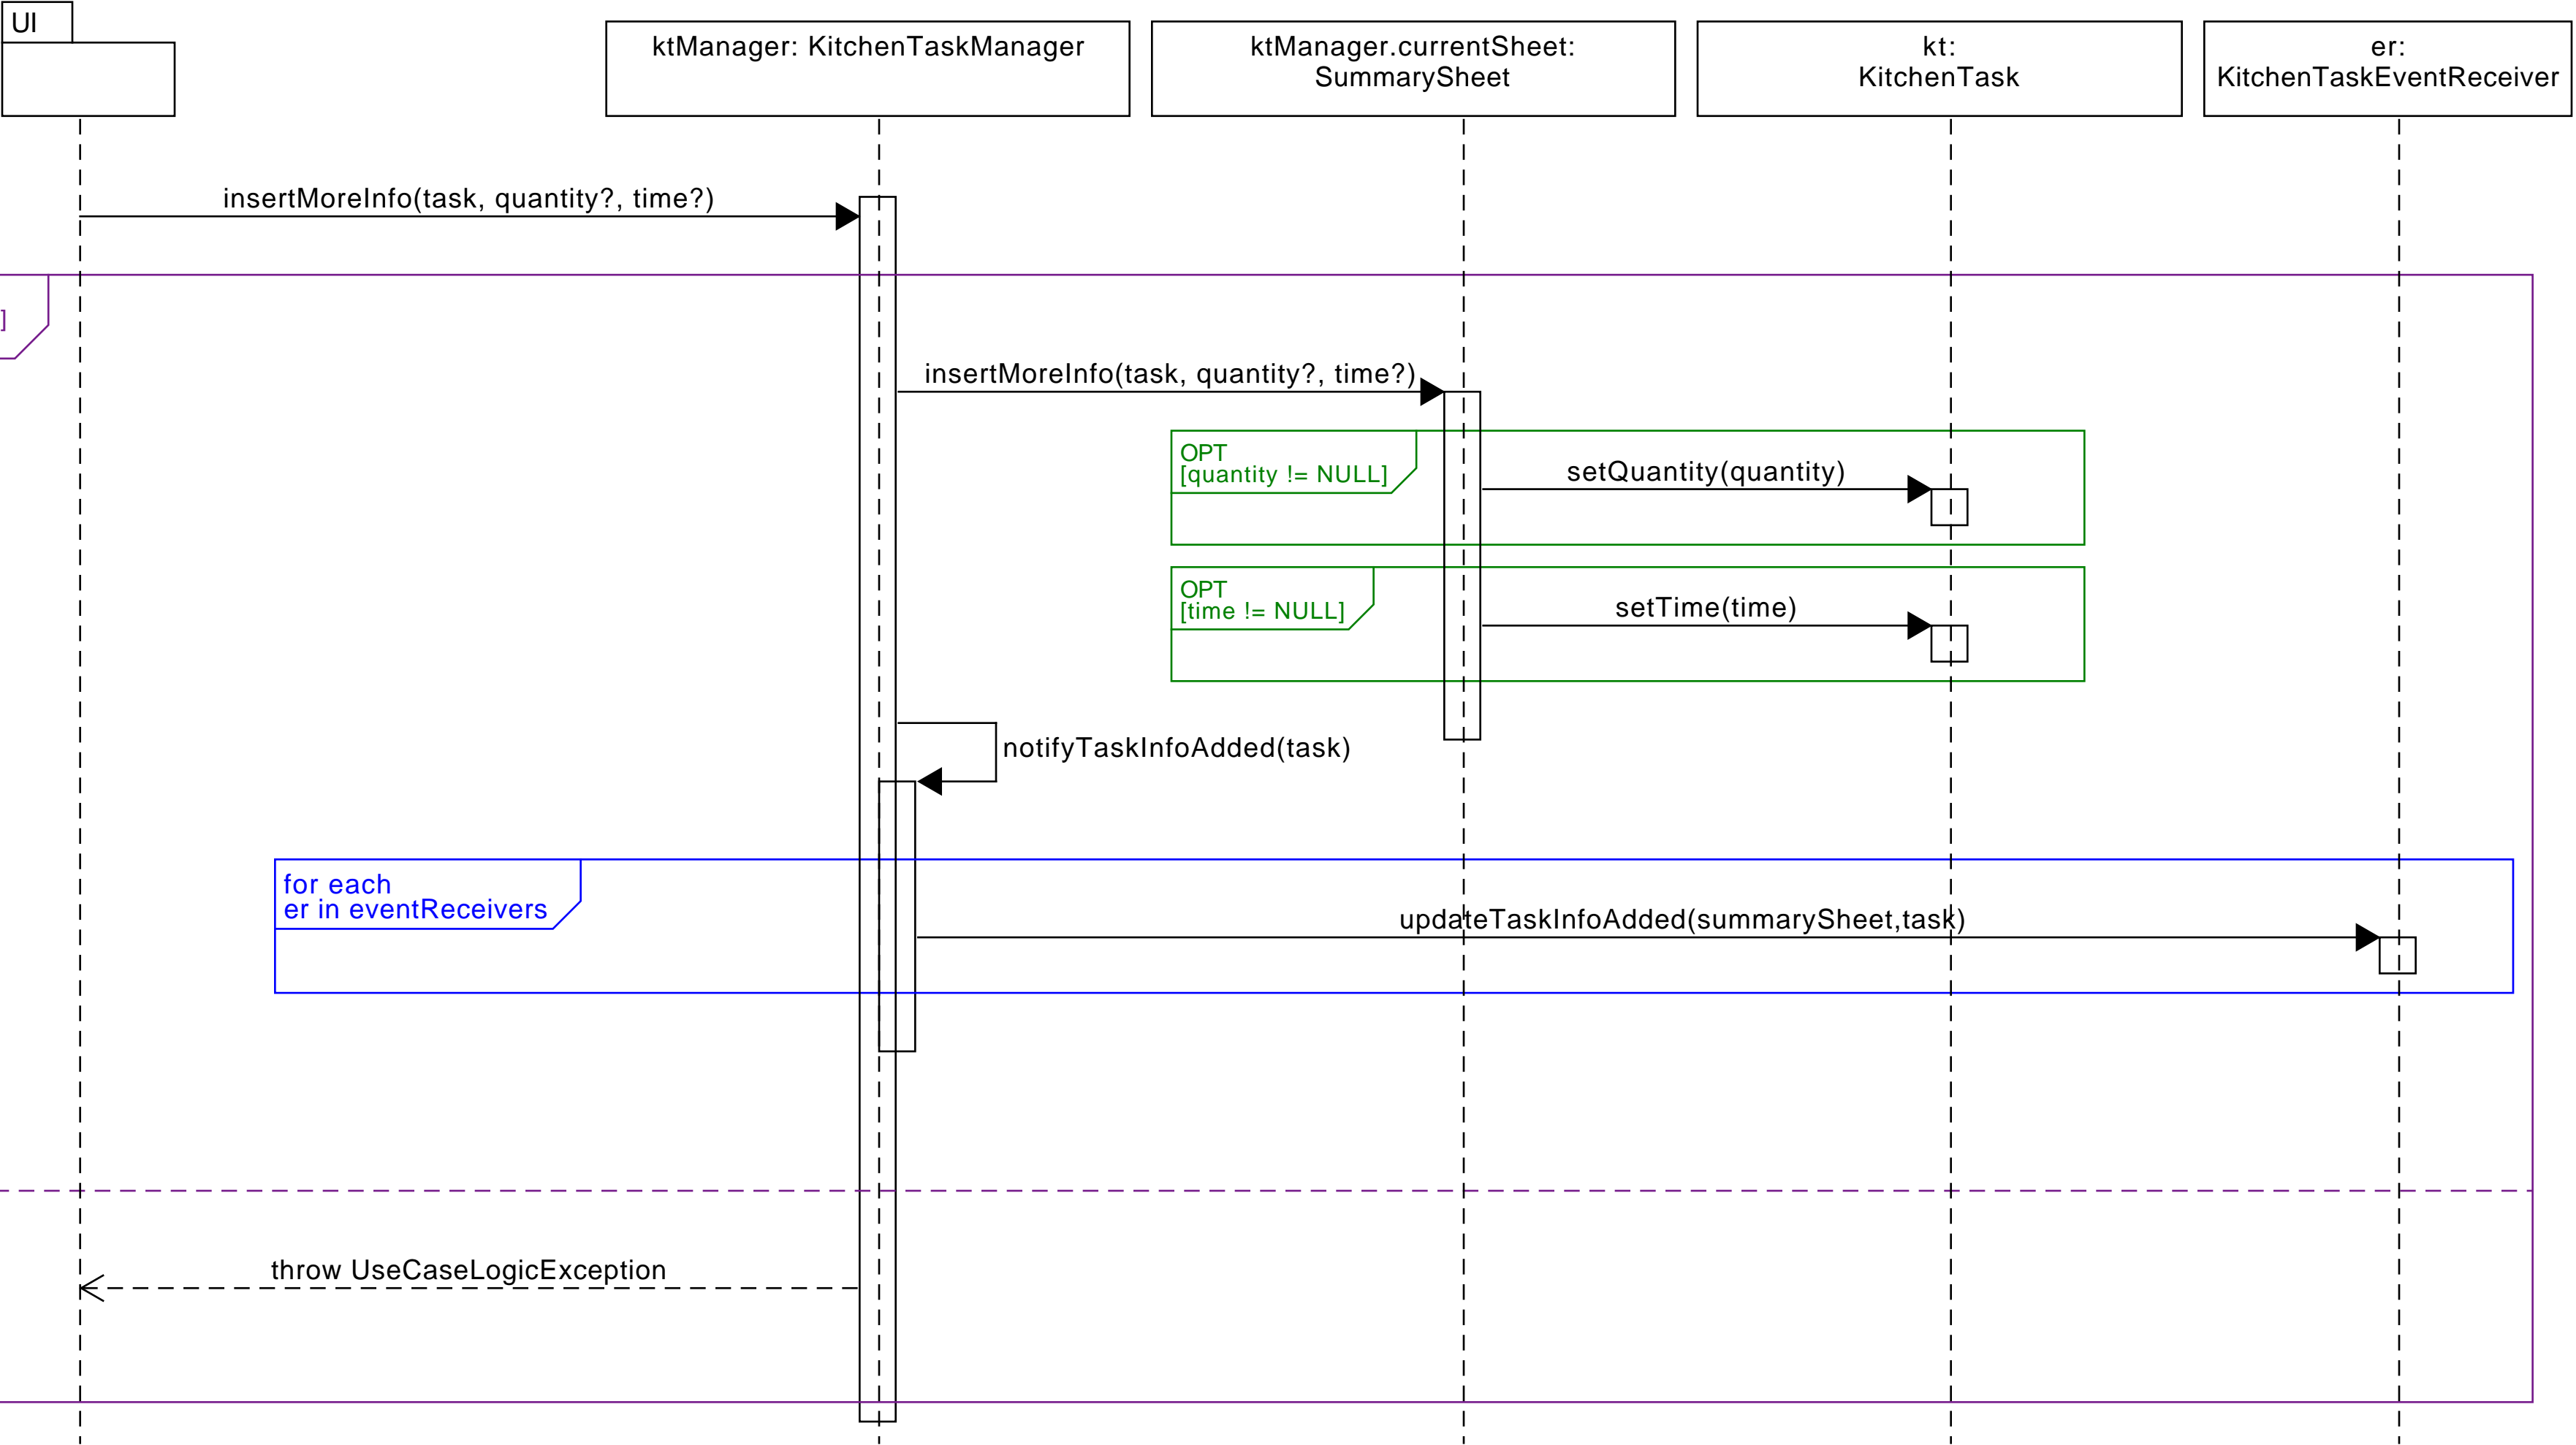 UI
ktManager: KitchenTaskManager
ktManager.currentSheet:
SummarySheet
kt:
KitchenTask
er:
KitchenTaskEventReceiver
insertMoreInfo(task, quantity?, time?)
]
insertMoreInfo(task, quantity?, time?)
OPT
[quantity != NULL]
setQuantity(quantity)
OPT
[time != NULL]
setTime(time)
notifyTaskInfoAdded(task)
for each
er in eventReceivers
updateTaskInfoAdded(summarySheet,task)
throw UseCaseLogicException